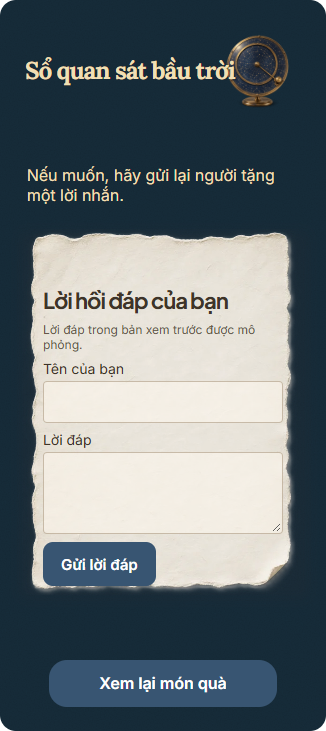 Sổ quan sát bầu trời
Nếu muốn, hãy gửi lại người tặng
một lời nhắn.
Lời hồi đáp của bạn
Lời đáp trong bản xem trước được mô
phỏng.
Tên của bạn
Lời đáp
Gửi lời đáp
Xem lại món quà